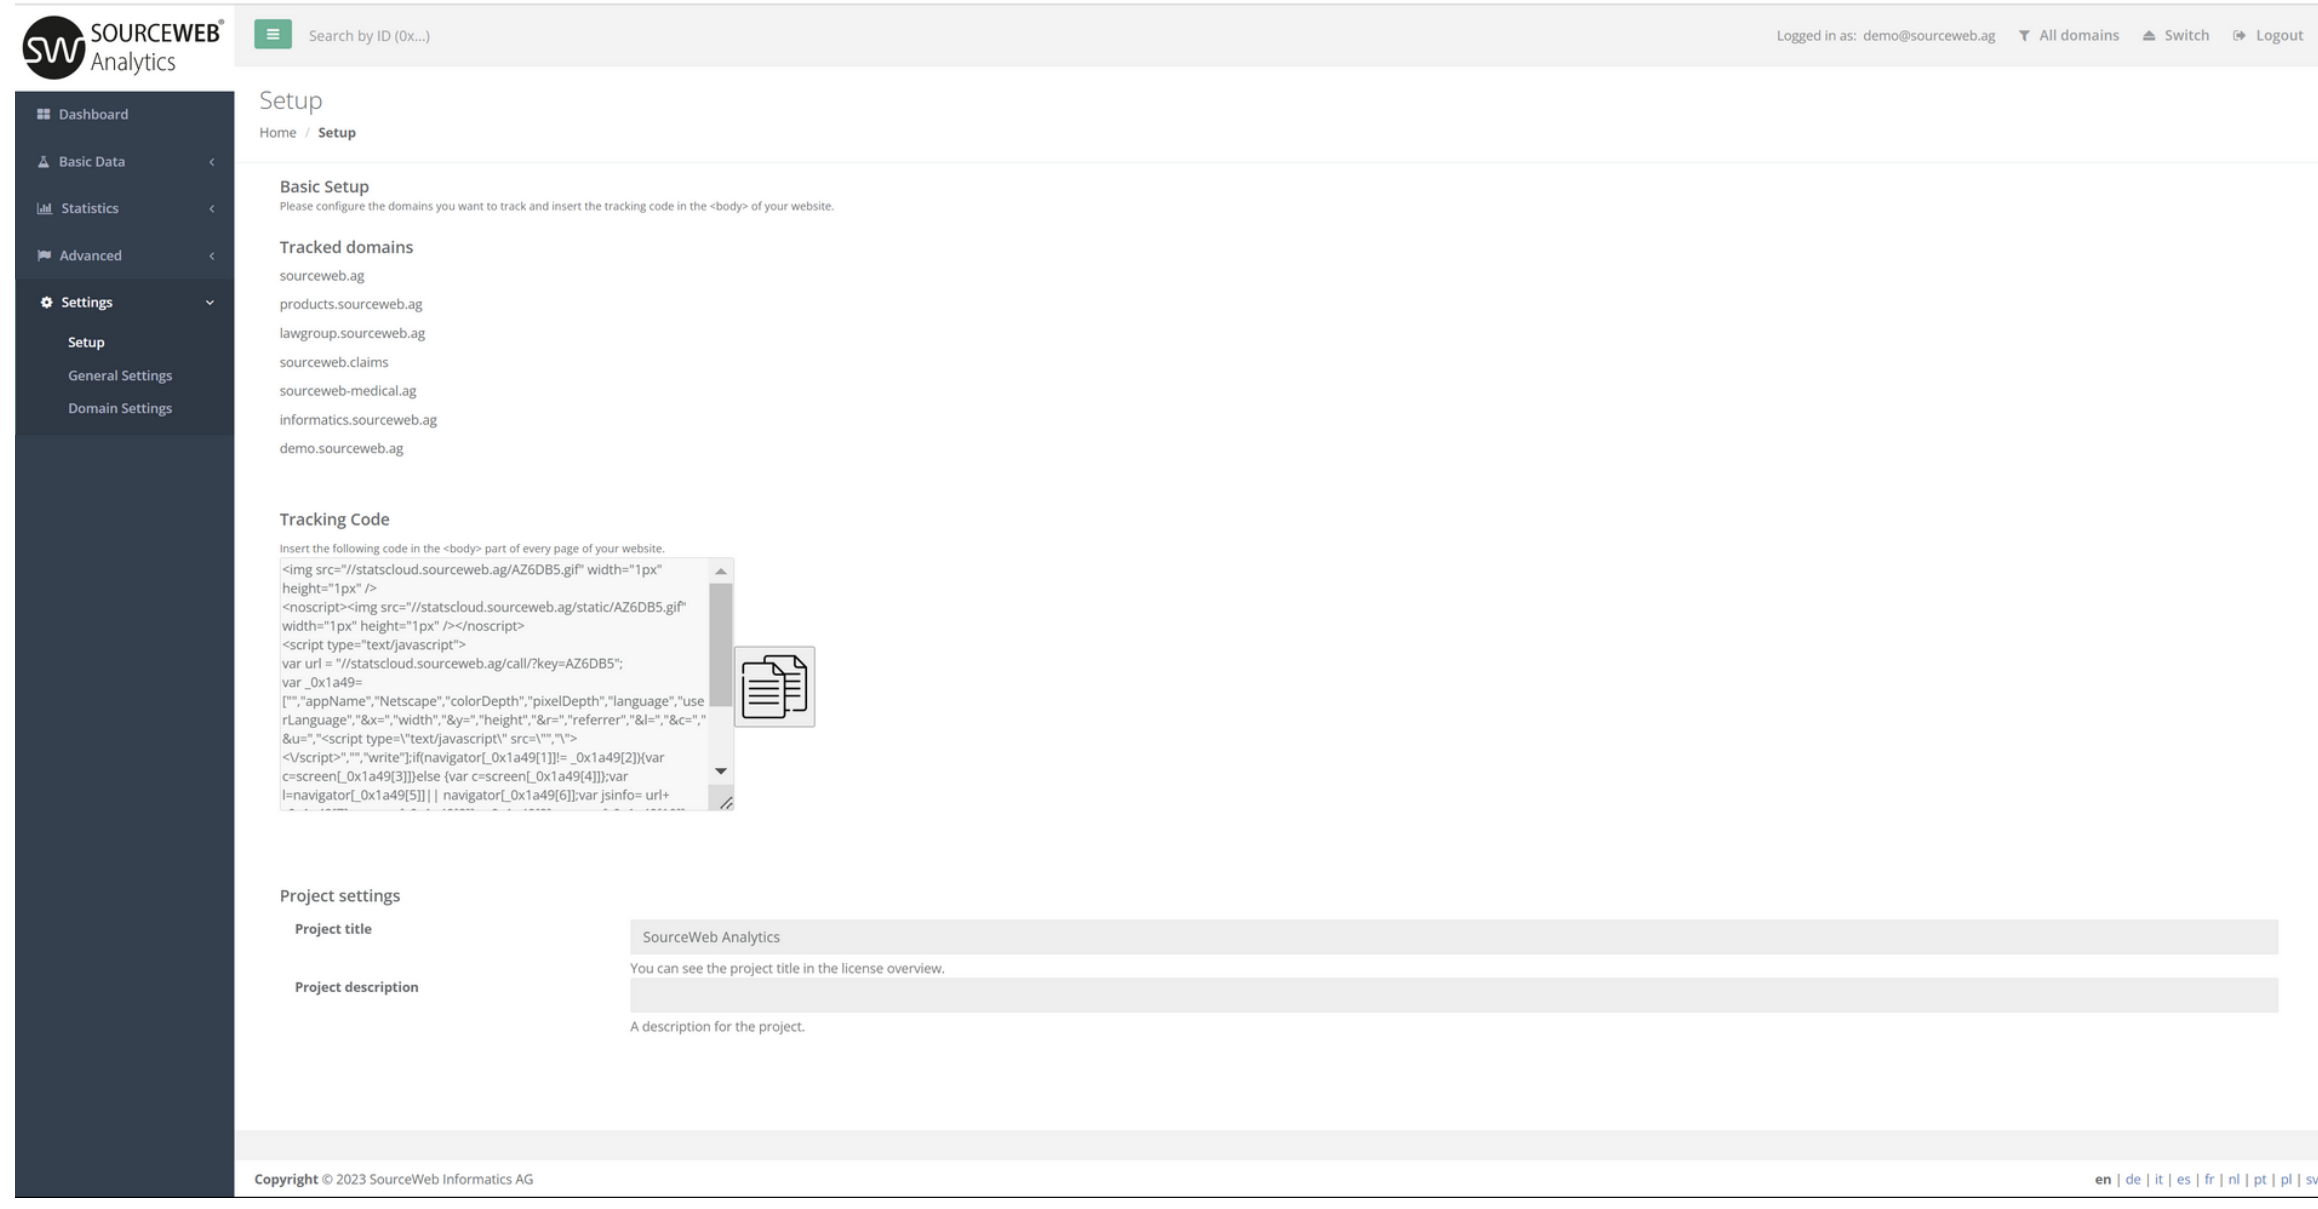 SOURCEWEB®
Analytics
SW
Search by ID (0x...)
Logged in as: demo@sourceweb.ag
All domains
Switch
Logout
Dashboard
Basic Data
Statistics
Advanced
Settings
Setup
General Settings
Domain Settings
Setup
Home / Setup
Basic Setup
Please configure the domains you want to track and insert the tracking code in the <body> of your website.
Tracked domains
sourceweb.ag
products.sourceweb.ag
lawgroup.sourceweb.ag
sourceweb.claims
sourceweb-medical.ag
informatics.sourceweb.ag
demo.sourceweb.ag
Tracking Code
Insert the following code in the <body> part of every page of your website.
<img src="//statscloud.sourceweb.ag/AZ6DB5.gif" width="1px"
height="1px" />
<noscript><img src="//statscloud.sourceweb.ag/static/AZ6DB5.gif"
width="1px" height="1px" /></noscript>
<script type="text/javascript">
var url = "//statscloud.sourceweb.ag/call/?key=AZ6DB5";
var _0x1a49=
["","appName","Netscape","colorDepth","pixelDepth","language","use
rLanguage","&x=","width","&y=","height","&r=","referrer","&l=","&c=","
&u=","<script type=\"text/javascript\" src=\"","\">
<\/script>","","write"];if(navigator[_0x1a49[1]]!= _0x1a49[2]){var
c=screen[_0x1a49[3]]}else {var c=screen[_0x1a49[4]]};var
l=navigator[_0x1a49[5]]|| navigator[_0x1a49[6]];var jsinfo= url+
Project settings
Project title
SourceWeb Analytics
You can see the project title in the license overview.
Project description
A description for the project.
Copyright © 2023 SourceWeb Informatics AG
en | de | it | es | fr | nl | pt | pl | sv